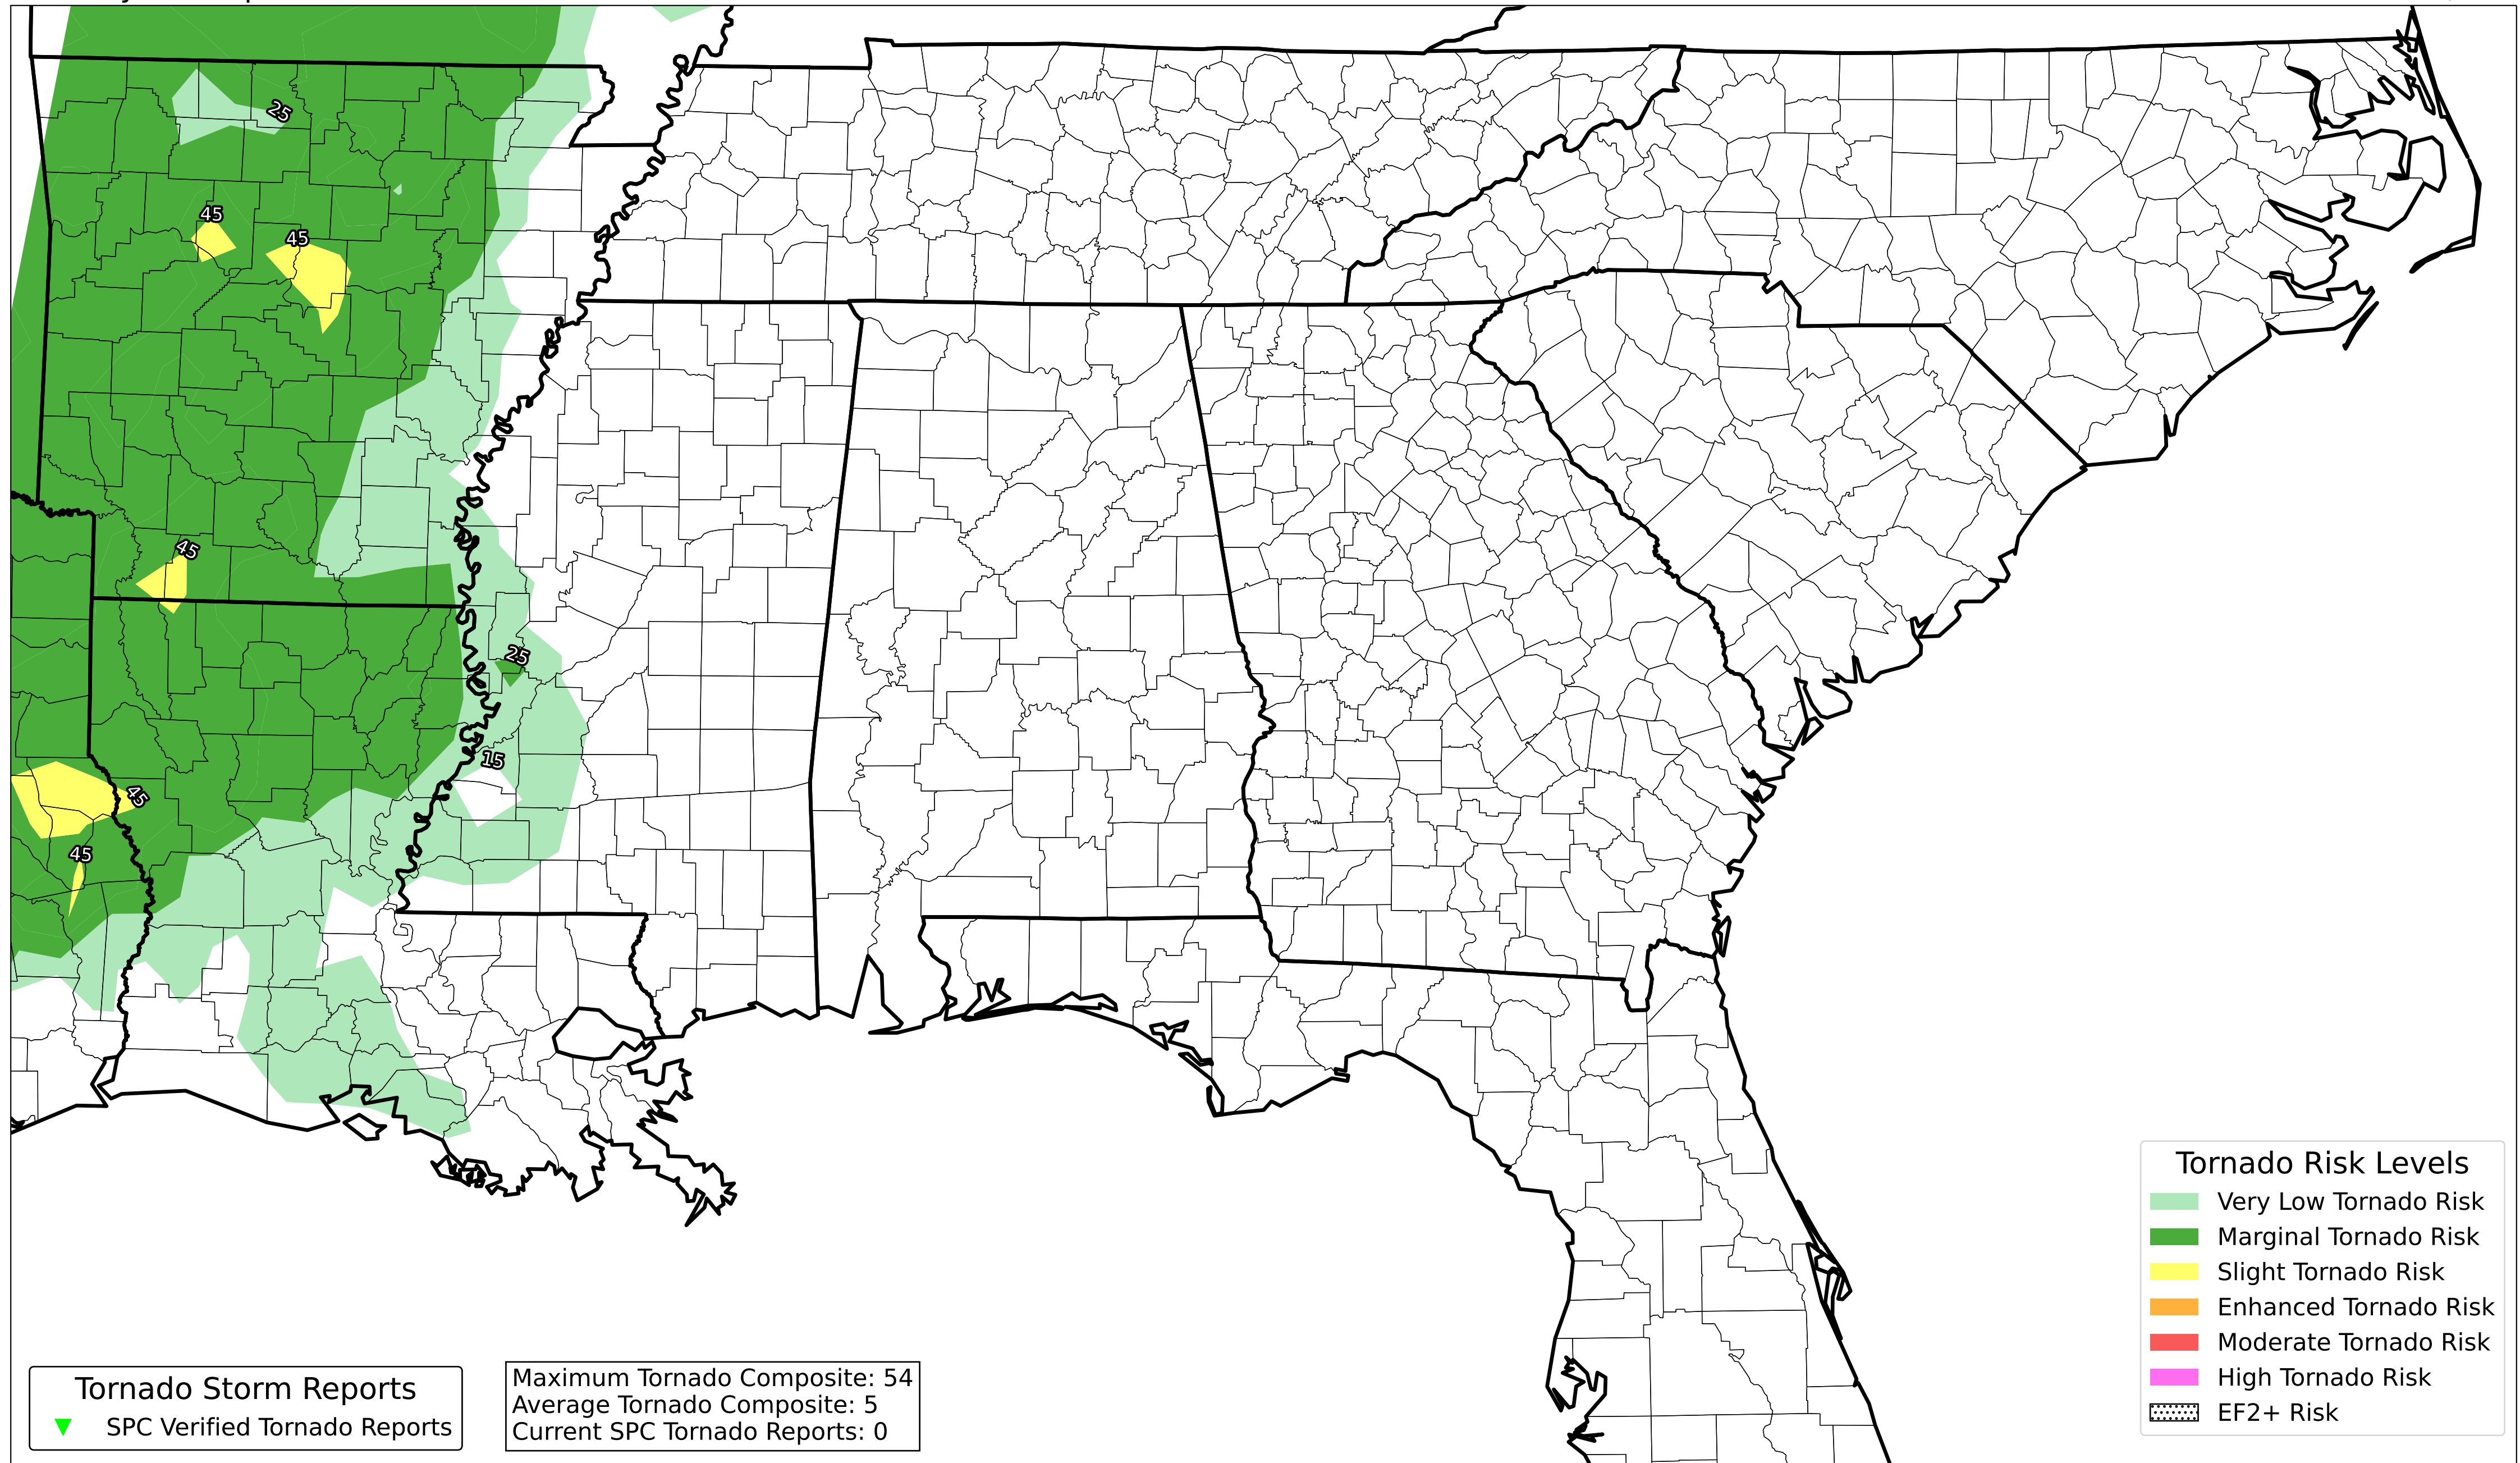 25
45
45
45
25
15
45
45
Tornado Risk Levels
Very Low Tornado Risk
Marginal Tornado Risk
Slight Tornado Risk
Enhanced Tornado Risk
Moderate Tornado Risk
High Tornado Risk
EF2+ Risk
Tornado Storm Reports
SPC Verified Tornado Reports
Maximum Tornado Composite: 54
Average Tornado Composite: 5
Current SPC Tornado Reports: 0